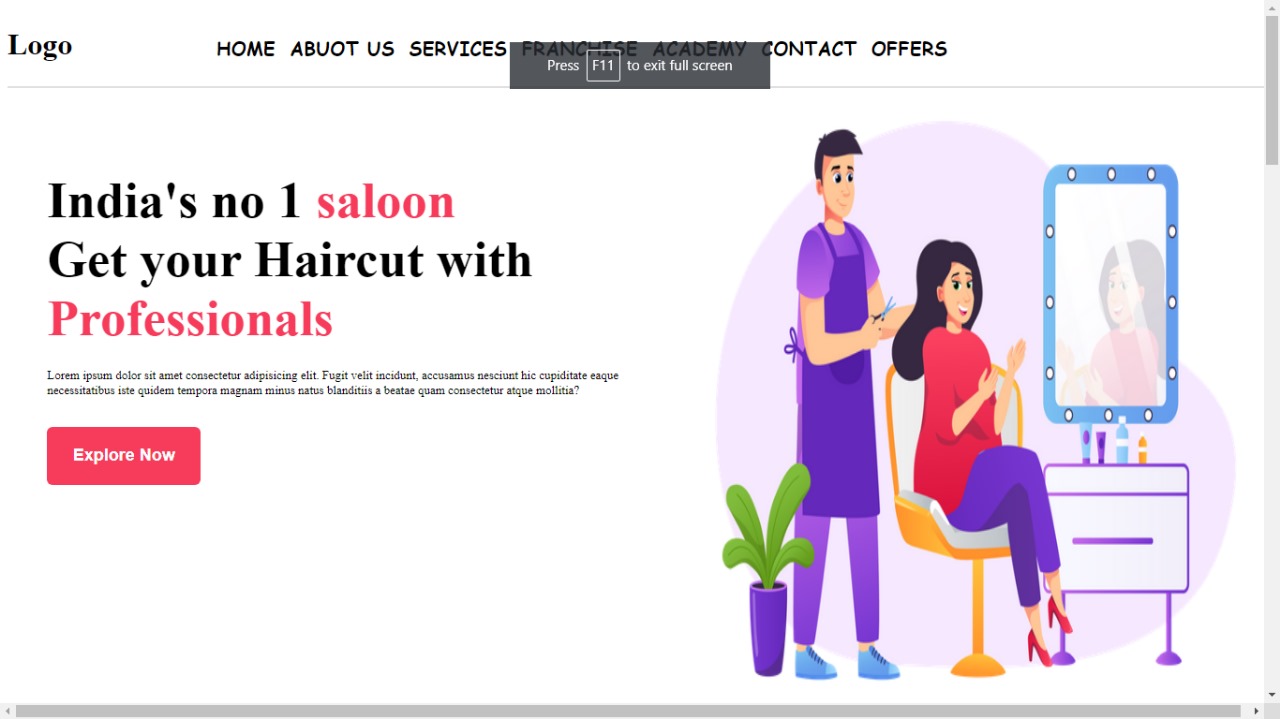 Logo
HOME ABUOT US SERVICES FRANCHISE ACADEMY CONTACT OFFERS
Press F11 to exit full screen
India's no 1 saloon
Get your Haircut with
Professionals
Lorem ipsum dolor sit amet consectetur adipisicing elit. Fugit velit incidunt, accusamus nesciunt hic cupiditate eaque
necessitatibus iste quidem tempora magnam minus natus blanditiis a beatae quam consectetur atque mollitia?
Explore Now